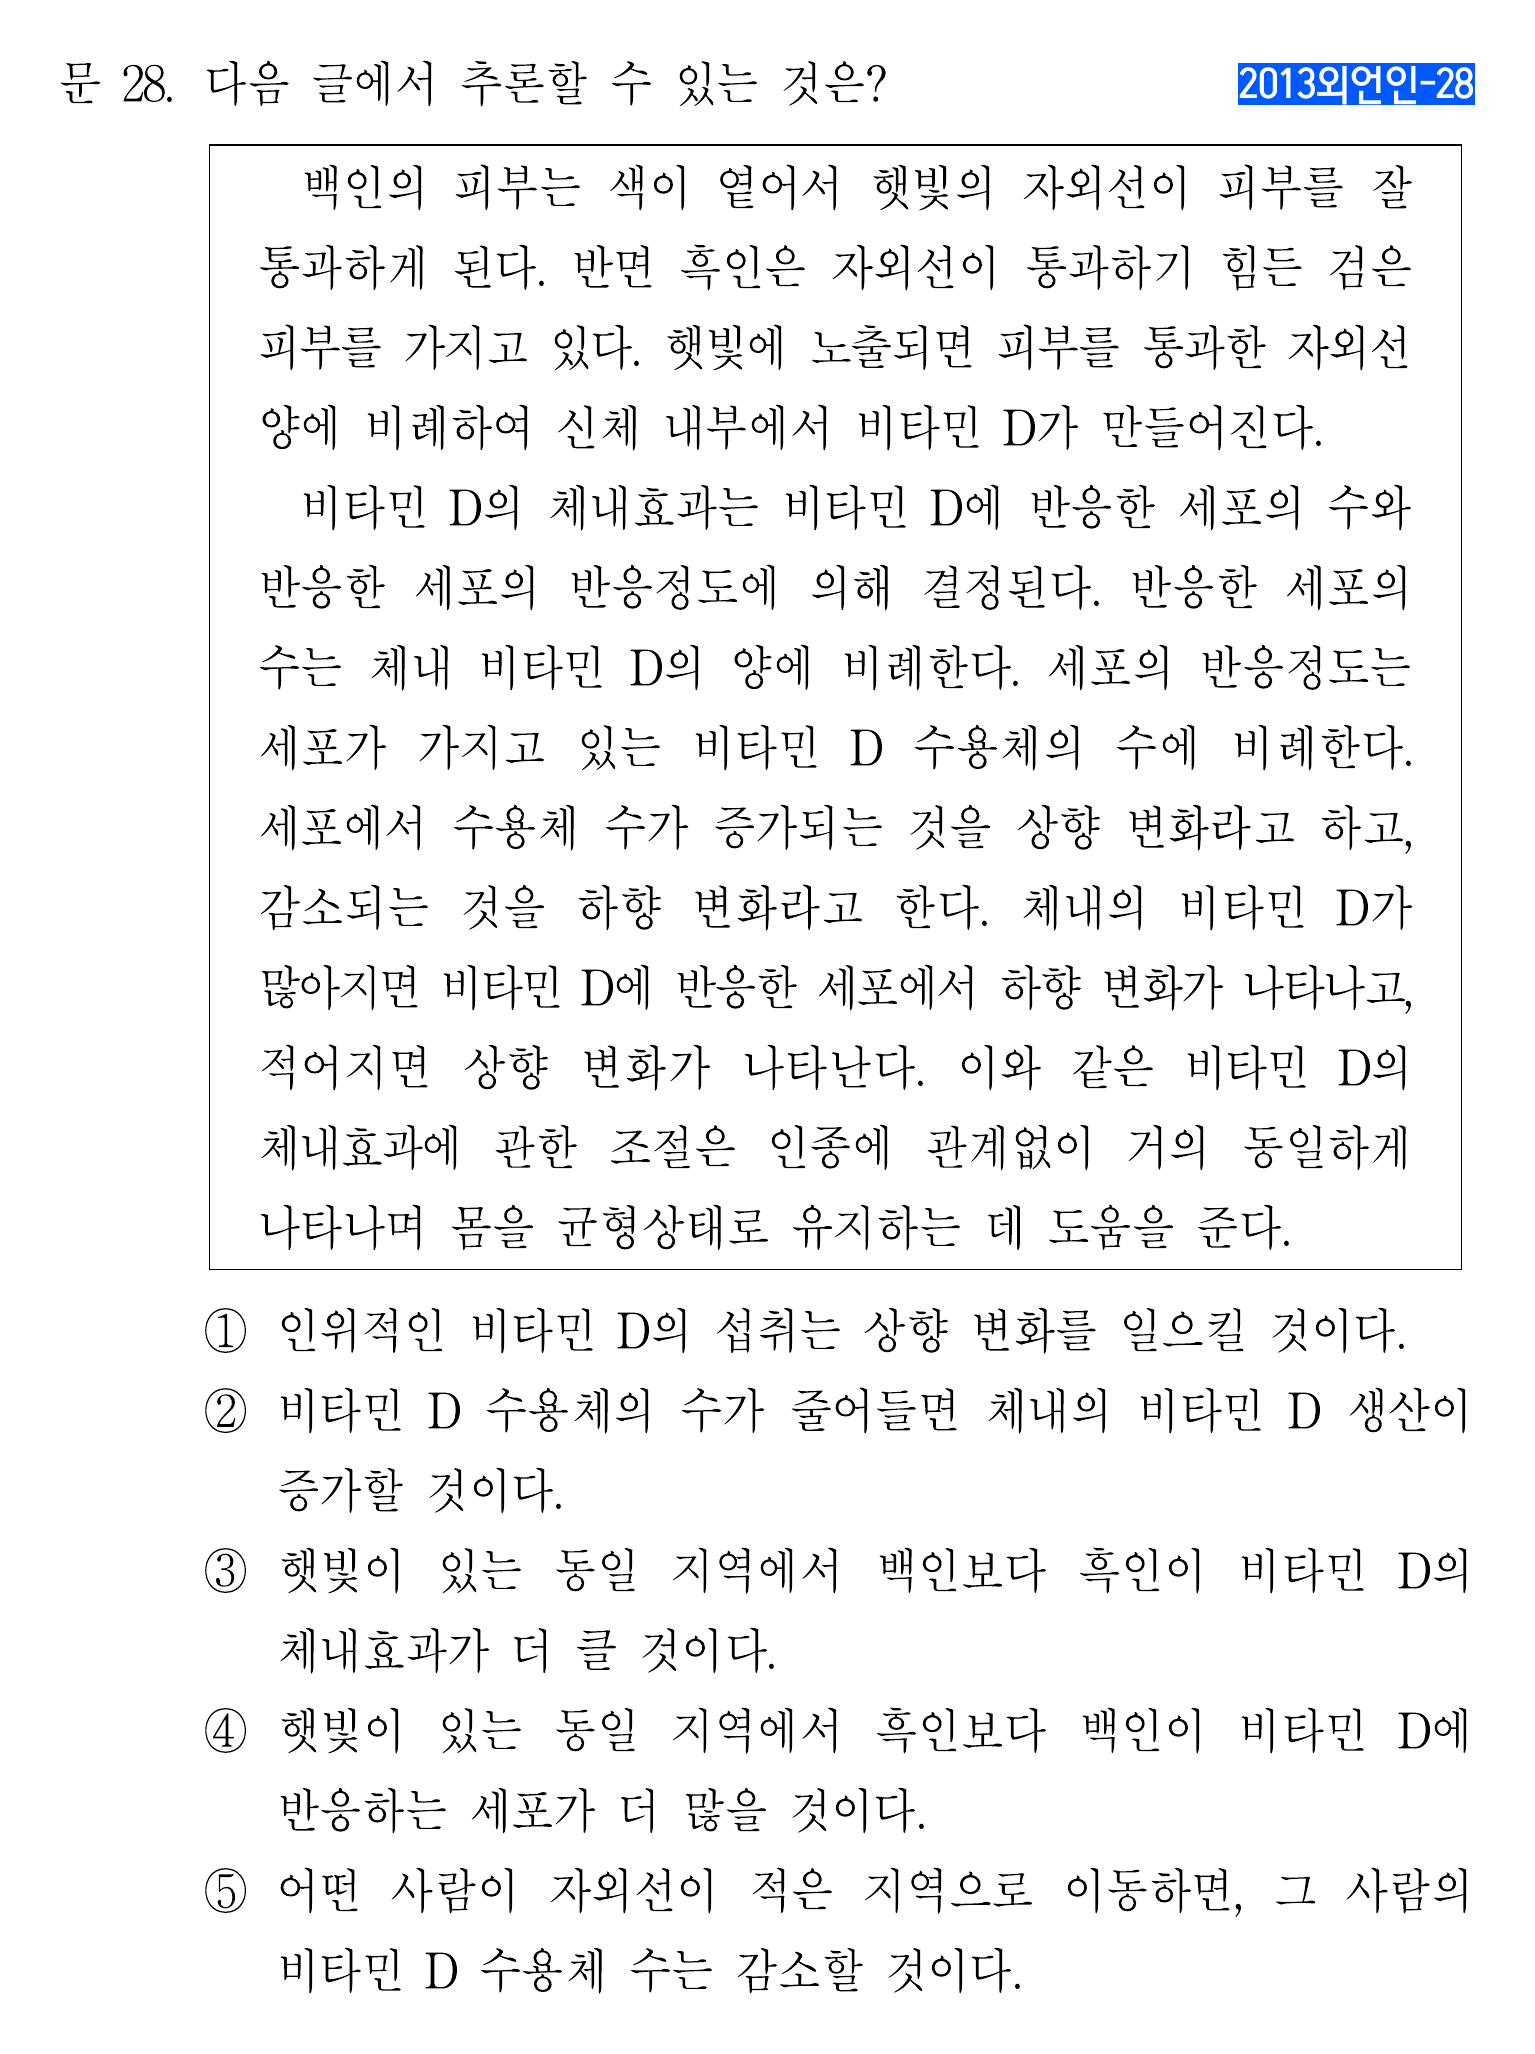 문 28. 다음 글에서 추론할 수 있는 것은?
2013외언인-28
백인의 피부는 색이 옅어서 햇빛의 자외선이 피부를 잘
통과하게 된다. 반면 흑인은 자외선이 통과하기 힘든 검은
피부를 가지고 있다. 햇빛에 노출되면 피부를 통과한 자외선
양에 비례하여 신체 내부에서 비타민 D가 만들어진다.
비타민 D의 체내효과는 비타민 D에 반응한 세포의 수와
반응한 세포의 반응정도에 의해 결정된다. 반응한 세포의
수는 체내 비타민 D의 양에 비례한다. 세포의 반응정도는
세포가 가지고 있는 비타민 D 수용체의 수에 비례한다.
세포에서 수용체 수가 증가되는 것을 상향 변화라고 하고,
감소되는 것을 하향 변화라고 한다. 체내의 비타민 D가
많아지면 비타민 D에 반응한 세포에서 하향 변화가 나타나고,
적어지면 상향 변화가 나타난다. 이와 같은 비타민 D의
체내효과에 관한 조절은 인종에 관계없이 거의 동일하게
나타나며 몸을 균형상태로 유지하는 데 도움을 준다.
① 인위적인 비타민 D의 섭취는 상향 변화를 일으킬 것이다.
② 비타민 D 수용체의 수가 줄어들면 체내의 비타민 D 생산이
증가할 것이다.
③ 햇빛이 있는 동일 지역에서 백인보다 흑인이 비타민 D의
체내효과가 더 클 것이다.
④ 햇빛이 있는 동일 지역에서 흑인보다 백인이 비타민 D에
반응하는 세포가 더 많을 것이다.
⑤ 어떤 사람이 자외선이 적은 지역으로 이동하면, 그 사람의
비타민 D 수용체 수는 감소할 것이다.